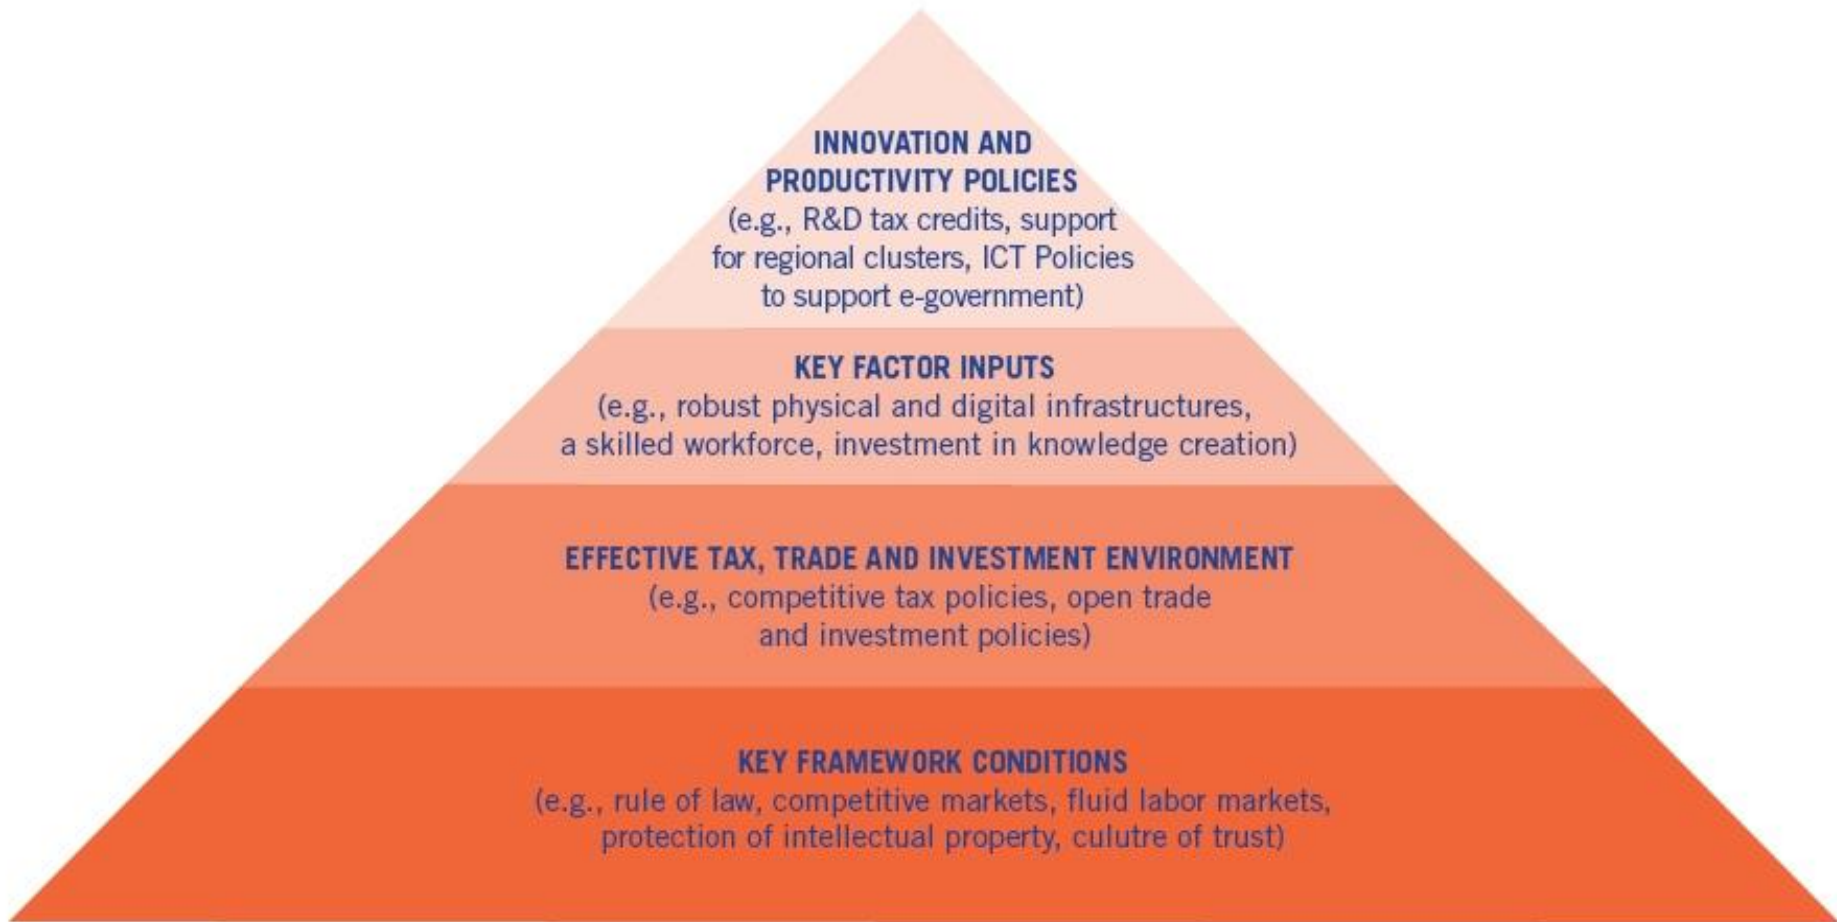 INNOVATION AND
PRODUCTIVITY POLICIES
(e.g., R&D tax credits, support
for regional clusters, ICT Policies
to support e-government)
KEY FACTOR INPUTS
(e.g., robust physical and digital infrastructures,
a skilled workforce, investment in knowledge creation)
EFFECTIVE TAX, TRADE AND INVESTMENT ENVIRONMENT
(e.g., competitive tax policies, open trade
and investment policies)
KEY FRAMEWORK CONDITIONS
(e.g., rule of law, competitive markets, fluid labor markets,
protection of intellectual property, culutre of trust)